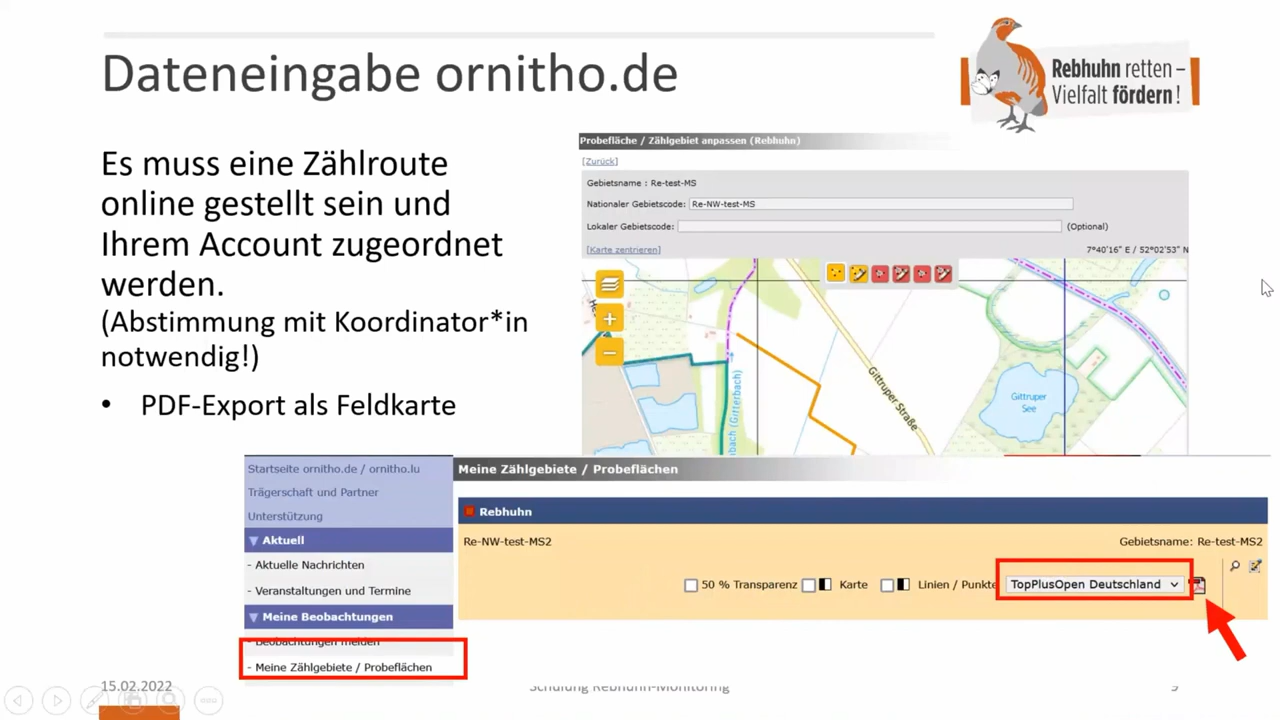 Dateneingabe ornitho.de
Rebhuhn retten –
Vielfalt fördern!
Es muss eine Zählroute
online gestellt sein und
Ihrem Account zugeordnet
werden.
(Abstimmung mit Koordinator*in
notwendig!)
• PDF-Export als Feldkarte
Probefläche / Zählgebiet anpassen (Rebhuhn)
[Zurück]
Gebietsname : Re-test-MS
Nationaler Gebietscode: Re-NW-test-MS
Lokaler Gebietscode: (Optional)
[Karte zentrieren] 7°40'16" E / 52°02'53" N
Gittruper Straße
Gittruper
See
bach (Gitterbach)
Startseite ornitho.de / ornitho.lu
Trägerschaft und Partner
Unterstützung
Aktuell
- Aktuelle Nachrichten
- Veranstaltungen und Termine
Meine Beobachtungen
- Beobachtungen melden
- Meine Zählgebiete / Probeflächen
Meine Zählgebiete / Probeflächen
Rebhuhn
Re-NW-test-MS2 Gebietsname: Re-test-MS2
50 % Transparenz Karte Linien / Punkte TopPlusOpen Deutschland
15.02.2022 Schulung Rebhuhn-Monitoring 9